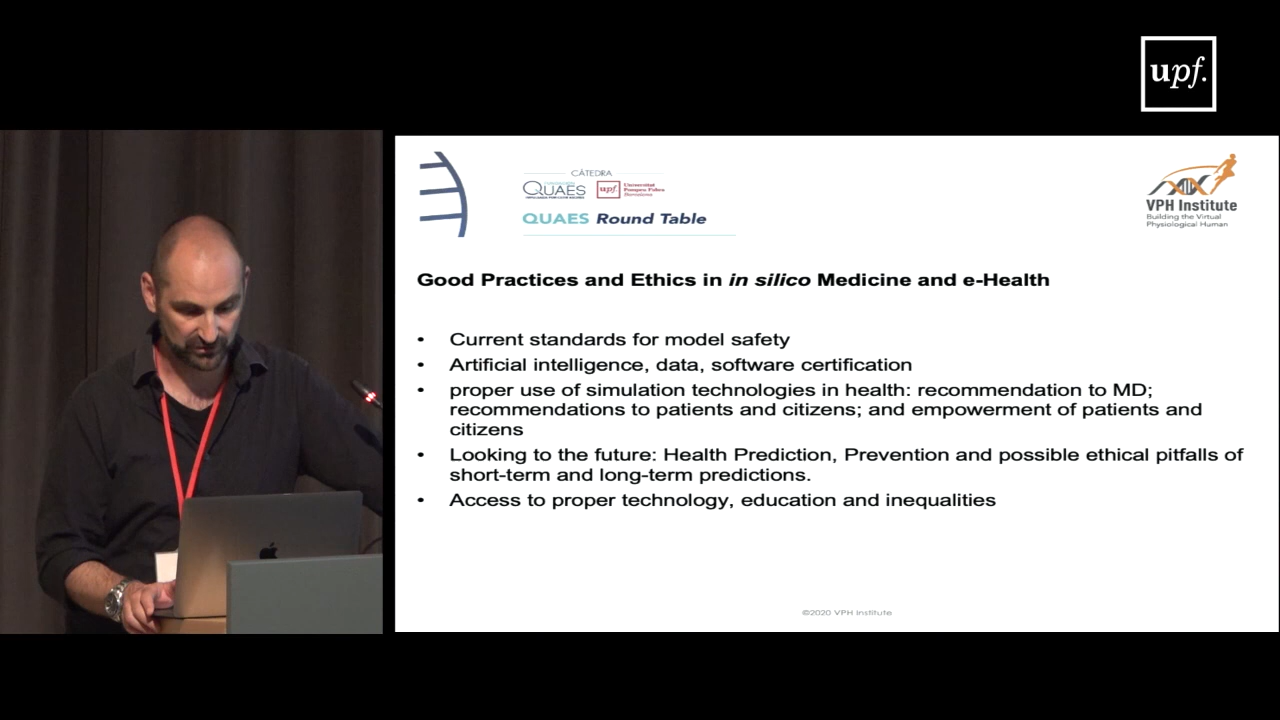 upf.
CÀTEDRA
QUAES
upf.
Universitat
Pompeu Fabra
Barcelona
QUAES Round Table
VPH Institute
Building the Virtual
Physiological Human
Good Practices and Ethics in in silico Medicine and e-Health
• Current standards for model safety
• Artificial intelligence, data, software certification
• proper use of simulation technologies in health: recommendation to MD;
recommendations to patients and citizens; and empowerment of patients and
citizens
• Looking to the future: Health Prediction, Prevention and possible ethical pitfalls of
short-term and long-term predictions.
• Access to proper technology, education and inequalities
©2020 VPH Institute